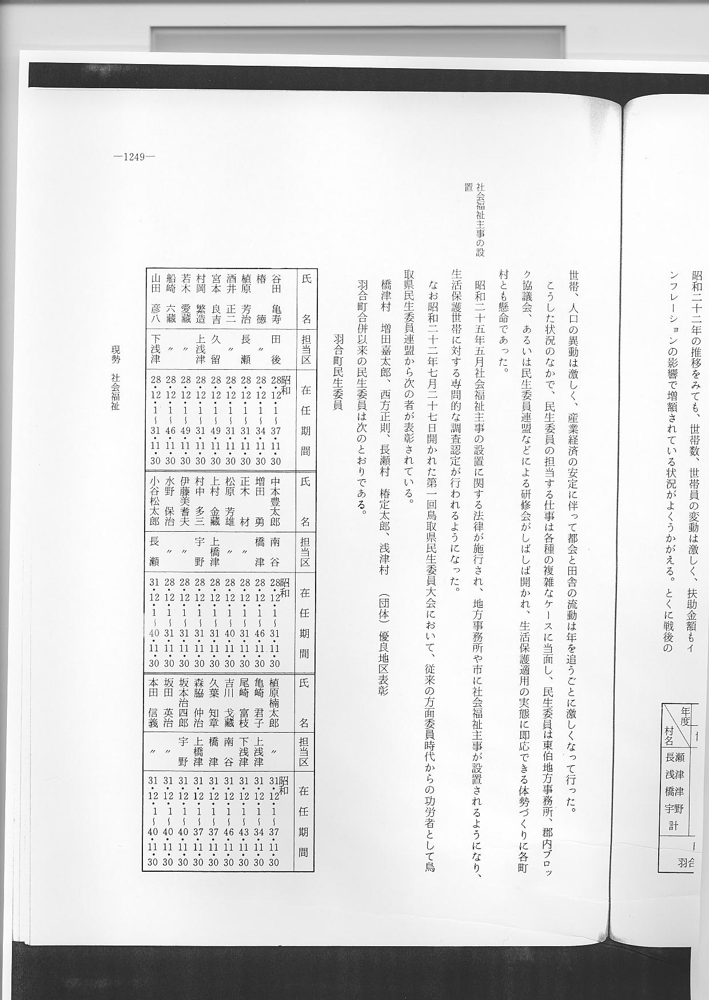 昭和二十二年の推移をみても、世帯数、世帯員の変動は激しく、扶助金額もイ
ンフレーションの影響で増額されている状況がよくうかがえる。とくに戦後の
年度
村名
長瀬
浅津
橋津
宇野
計
羽合
世帯、人口の異動は激しく、産業経済の安定に伴って都会と田舎の流動は年を追うごとに激しくなって行った。
こうした状況のなかで、民生委員の担当する仕事は各種の複雑なケースに当面し、民生委員は東伯地方事務所、郡内ブロッ
ク協議会、あるいは民生委員連盟などによる研修会がしばしば開かれ、生活保護適用の実態に即応できる体勢づくりに各町
村とも懸命であった。
社会福祉主事の設
置
昭和二十五年五月社会福祉主事の設置に関する法律が施行され、地方事務所や市に社会福祉主事が設置されるようになり、
生活保護世帯に対する専問的な調査認定が行われるようになった。
なお昭和二十二年七月二十七日開かれた第一回鳥取県民生委員大会において、従来の方面委員時代からの功労者として鳥
取県民生委員連盟から次の者が表彰されている。
橋津村　増田嘉太郎、西方正則、長瀬村　椿定太郎、浅津村　（団体）優良地区表彰
羽合町合併以来の民生委員は次のとおりである。
羽合町民生委員
氏名 担当区 在任期間 氏名 担当区 在任期間 氏名 担当区 在任期間
谷田　亀寿 田後 昭和28・12・1～37・11・30 中本豊太郎 南谷 昭和28・12・1～31・11・30 植原楠太郎 〃 昭和31・12・1～37・11・30
椿　徳 〃 28・12・1～34・11・30 増田　勇 橋津 28・12・1～46・11・30 亀崎　君子 上浅津 31・12・1～34・11・30
植原　芳治 長瀬 28・12・1～31・11・30 正木　材 〃 28・12・1～31・11・30 尾崎　富枝 下浅津 31・12・1～43・11・30
酒井　正二 〃 28・12・1～31・11・30 松原　芳雄 〃 28・12・1～40・11・30 吉川　戈藏 南谷 31・12・1～46・11・30
宮本　良吉 久留 28・12・1～49・11・30 上村　金藏 上橋津 28・12・1～31・11・30 久葉　知章 橋津 31・12・1～37・11・30
村岡　繁造 上浅津 28・12・1～31・11・30 村中　多三 宇野 28・12・1～31・11・30 森脇　仲治 上橋津 31・12・1～37・11・30
若木　愛藏 〃 28・12・1～49・11・30 伊藤美耆夫 〃 28・12・1～31・11・30 坂本治四郎 宇野 31・12・1～40・11・30
船崎　六藏 〃 28・12・1～46・11・30 水野　保治 〃 28・12・1～31・11・30 坂田　英治 〃 31・12・1～40・11・30
山田　彦八 下浅津 28・12・1～31・11・30 小谷松太郎 長瀬 31・12・1～40・11・30 本田　信義 〃 31・12・1～40・11・30
現勢　社会福祉
—1249—